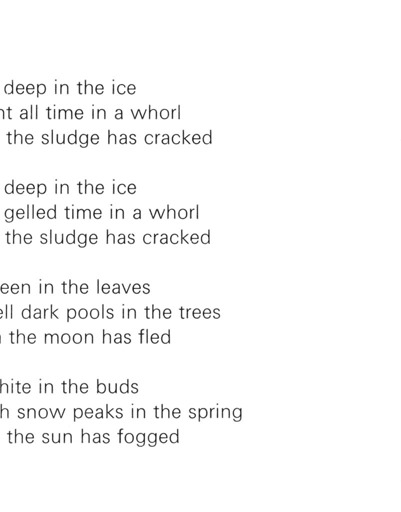 deep in the ice
nt all time in a whorl
the sludge has cracked
deep in the ice
gelled time in a whorl
the sludge has cracked
een in the leaves
ell dark pools in the trees
the moon has fled
hite in the buds
h snow peaks in the spring
the sun has fogged